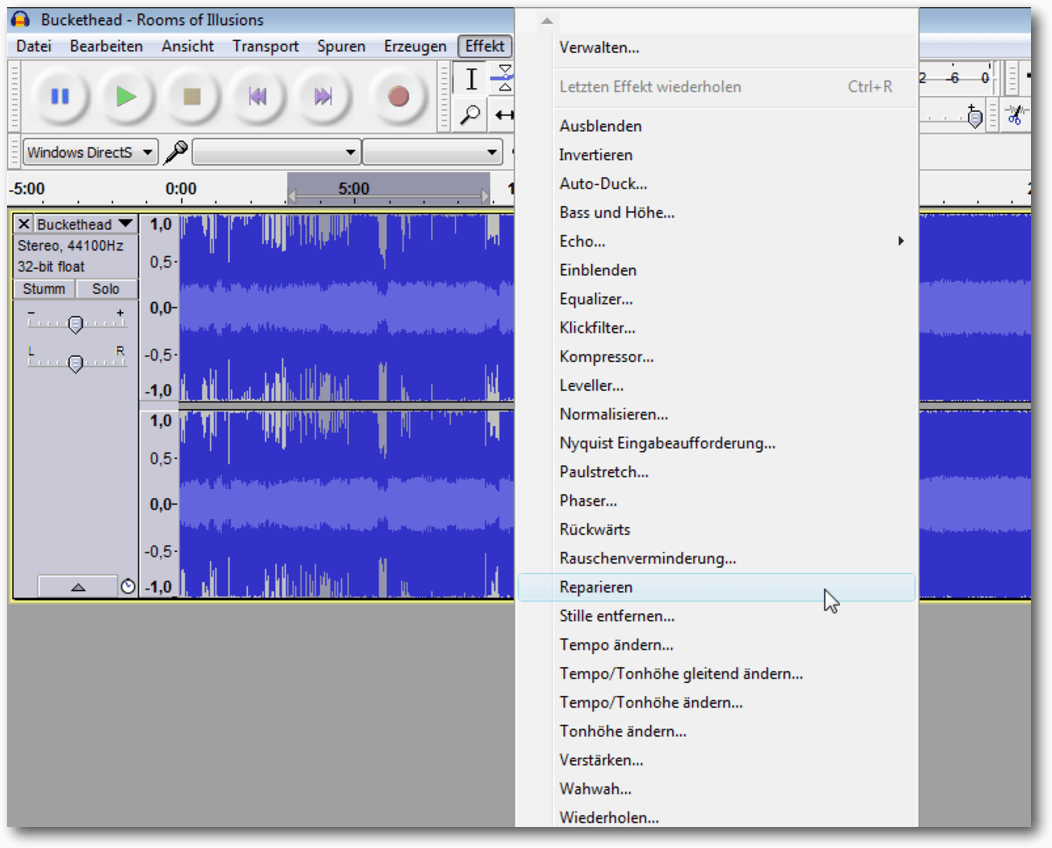 Buckethead - Rooms of Illusions
Datei Bearbeiten Ansicht Transport Spuren Erzeugen Effekt
Windows DirectS
-5:00 0:00 5:00
Buckethead
Stereo, 44100Hz
32-bit float
Stumm Solo
- +
L R
1,0
0,5-
0,0-
-0,5-
-1,0
1,0
0,5-
0,0-
-0,5-
-1,0
Verwalten...
Letzten Effekt wiederholen Ctrl+R
Ausblenden
Invertieren
Auto-Duck...
Bass und Höhe...
Echo...
Einblenden
Equalizer...
Klickfilter...
Kompressor...
Leveller...
Normalisieren...
Nyquist Eingabeaufforderung...
Paulstretch...
Phaser...
Rückwärts
Rauschenverminderung...
Reparieren
Stille entfernen...
Tempo ändern...
Tempo/Tonhöhe gleitend ändern...
Tempo/Tonhöhe ändern...
Tonhöhe ändern...
Verstärken...
Wahwah...
Wiederholen...
-6 0